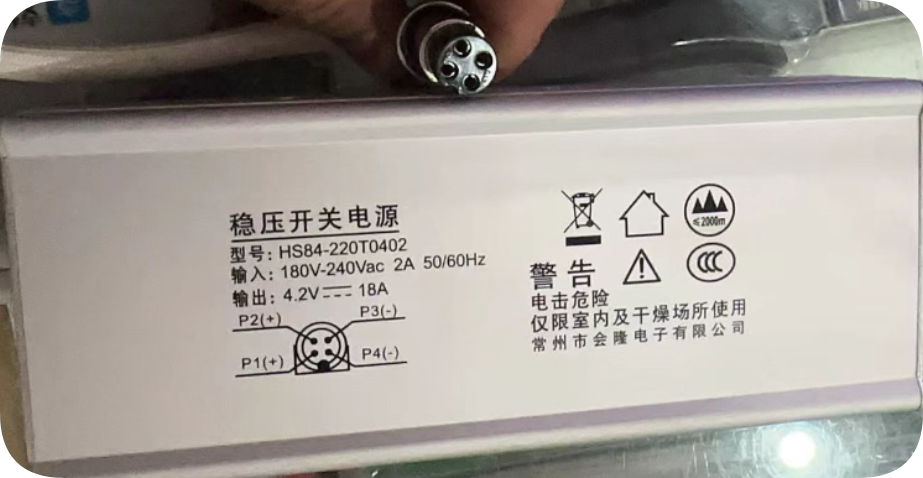 稳压开关电源
型号: HS84-220T0402
输入: 180V-240Vac 2A 50/60Hz
输出: 4.2V⎓ 18A
P2(+) P3(-)
P1(+) P4(-)
≤2000m
CCC
警告
电击危险
仅限室内及干燥场所使用
常州市会隆电子有限公司